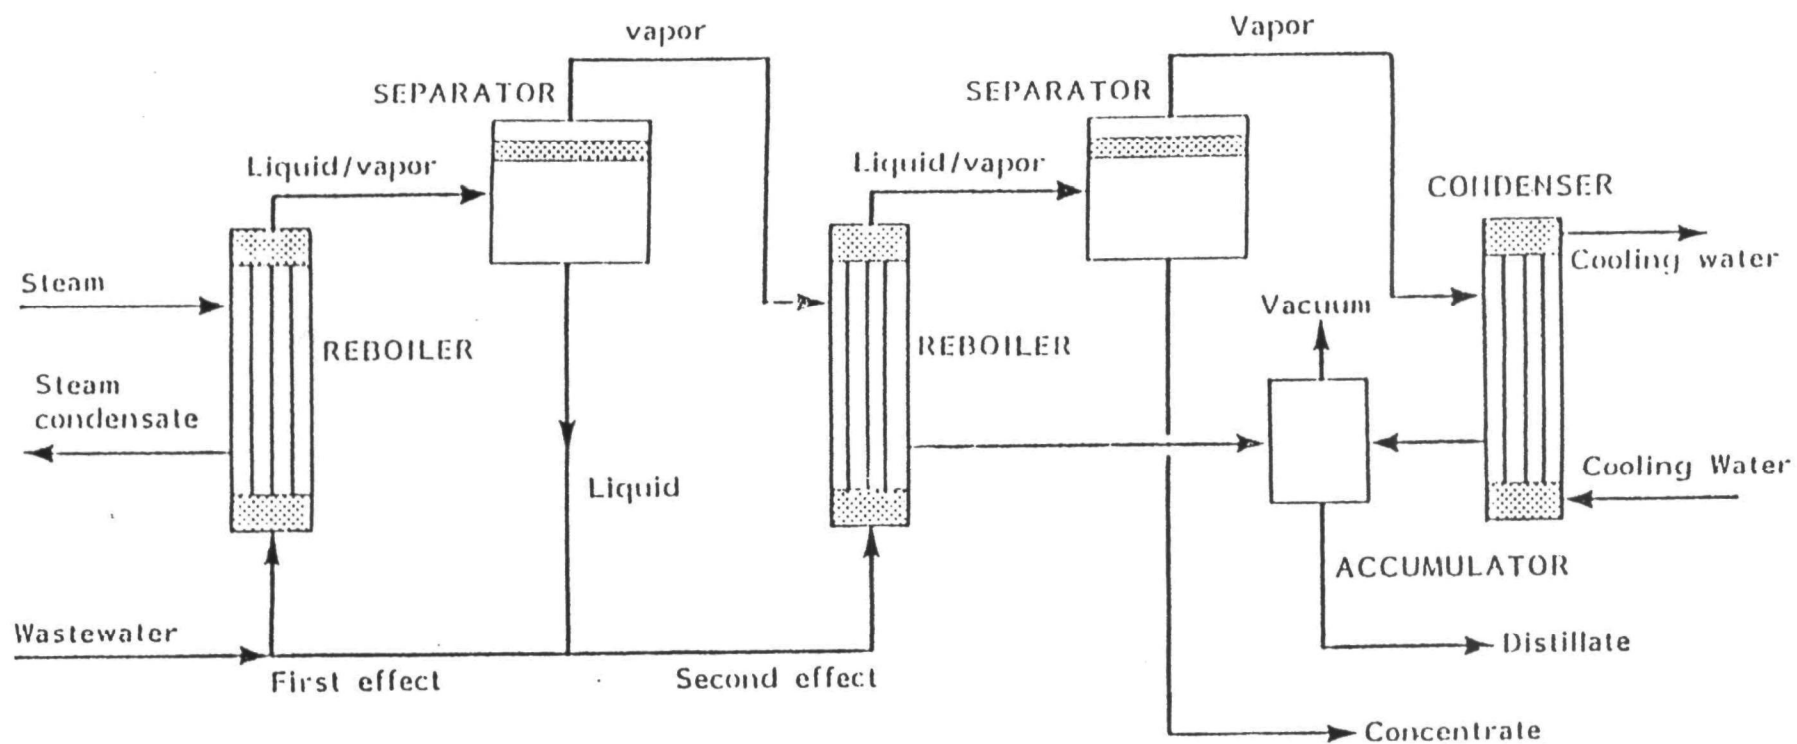 vapor
Vapor
SEPARATOR
SEPARATOR
Liquid/vapor
Liquid/vapor
CONDENSER
Cooling water
Steam
Vacuum
REBOILER
REBOILER
Steam
condensate
Cooling Water
Liquid
ACCUMULATOR
Wastewater
Distillate
First effect
Second effect
Concentrate